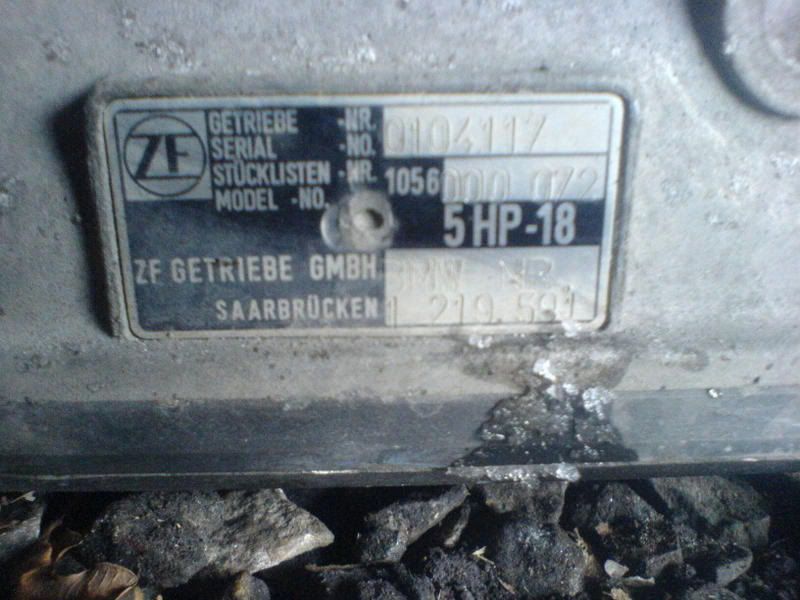 ZF
GETRIEBE -NR. 0104117
SERIAL -NO.
STÜCKLISTEN -NR. 1056 000 072
MODEL -NO.
5 HP-18
ZF GETRIEBE GMBH BMW NR.
SAARBRÜCKEN 1 219.591